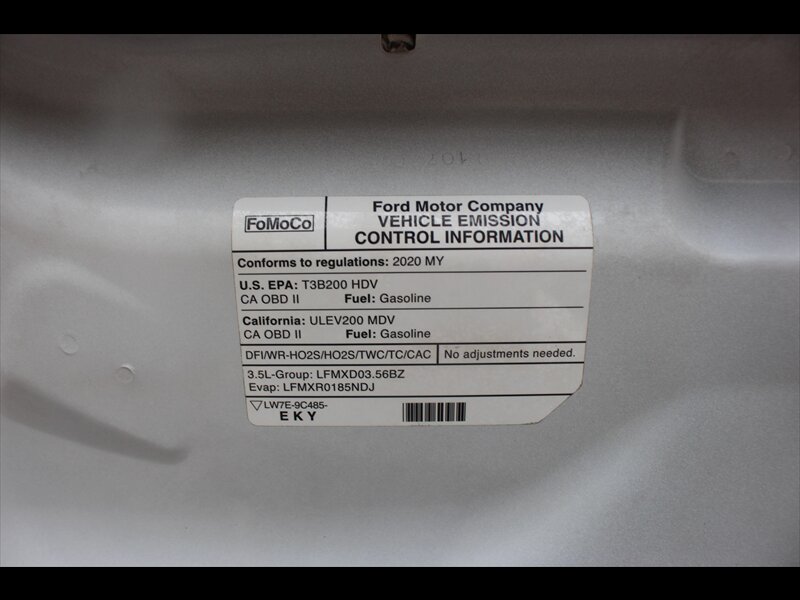 FoMoCo
Ford Motor Company
VEHICLE EMISSION
CONTROL INFORMATION
Conforms to regulations: 2020 MY
U.S. EPA: T3B200 HDV
CA OBD II Fuel: Gasoline
California: ULEV200 MDV
CA OBD II Fuel: Gasoline
DFI/WR-HO2S/HO2S/TWC/TC/CAC No adjustments needed.
3.5L-Group: LFMXD03.56BZ
Evap: LFMXR0185NDJ
LW7E-9C485-
EKY